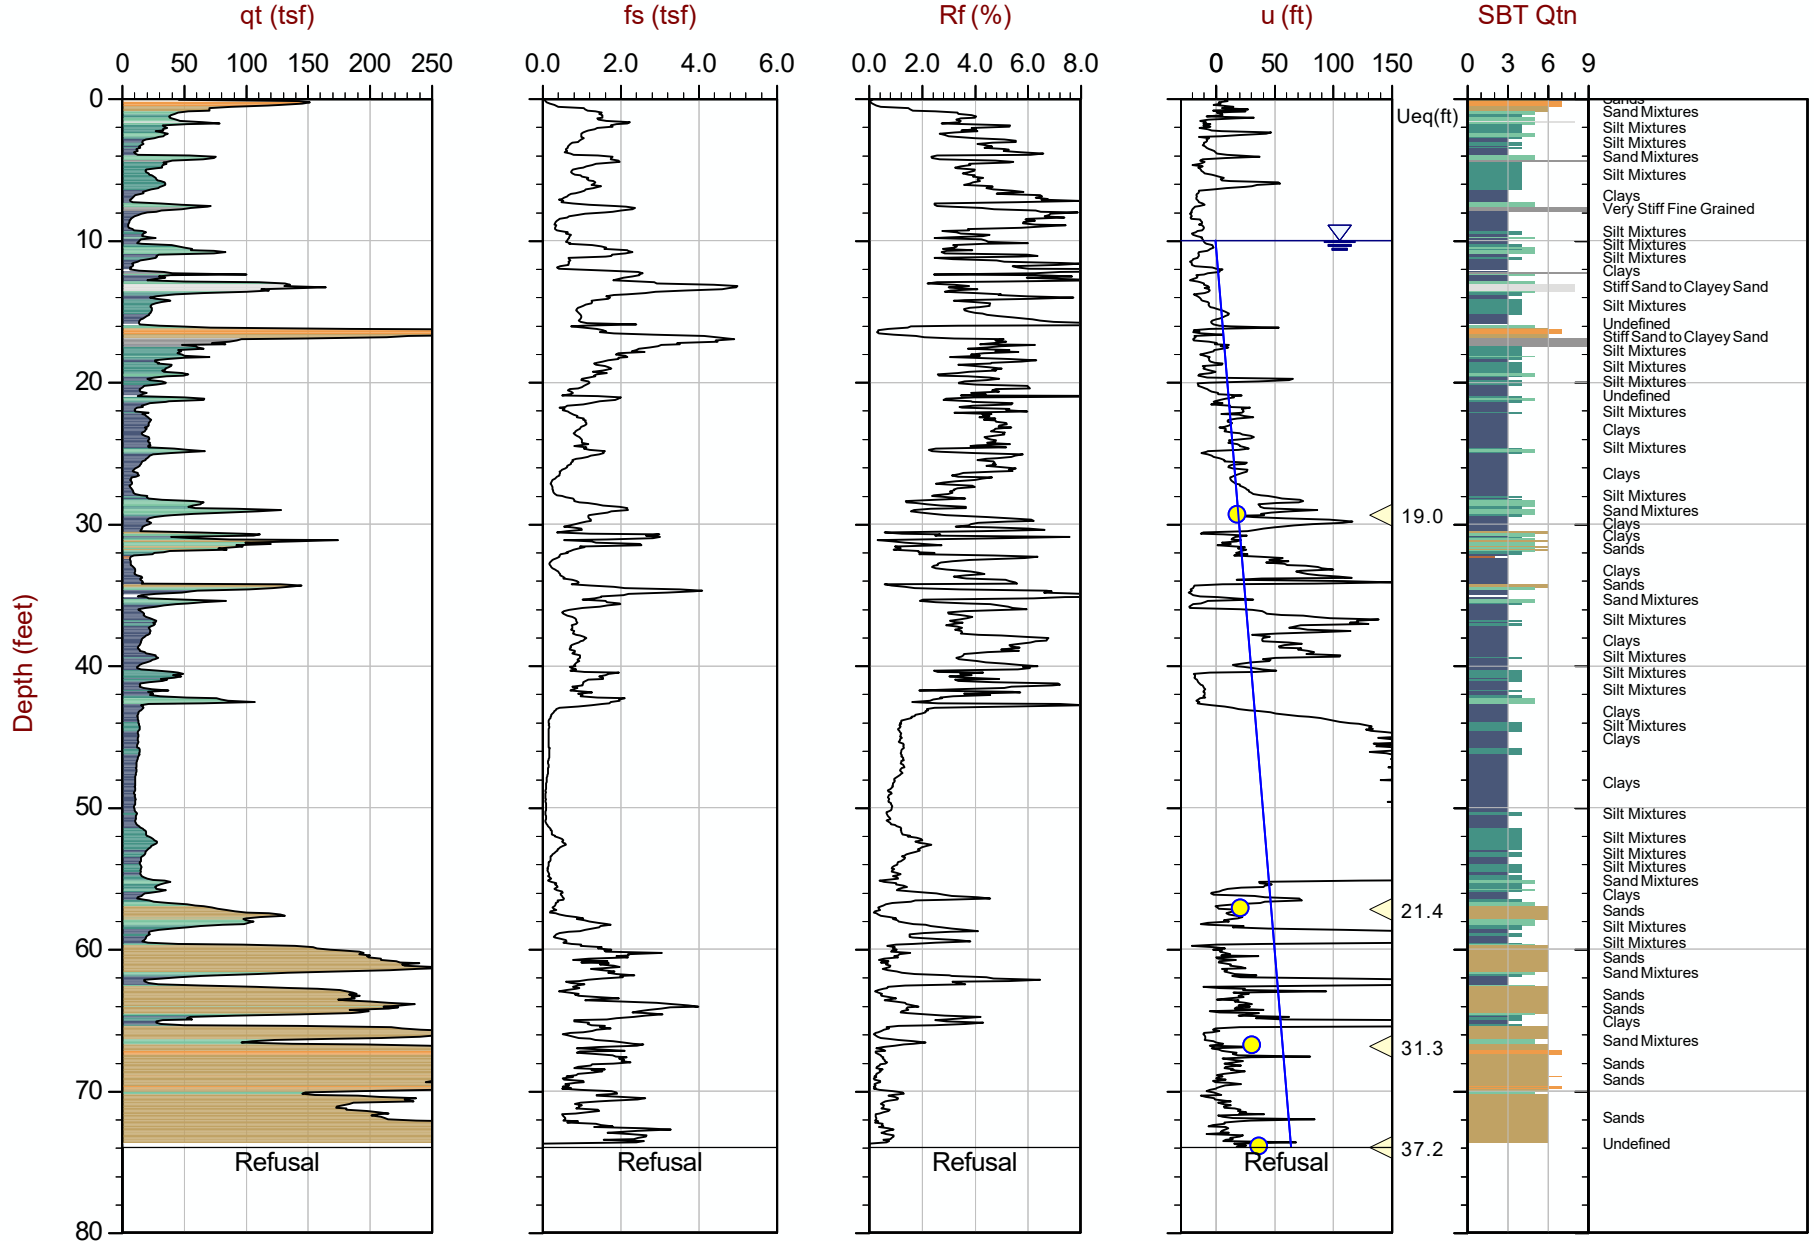 qt (tsf) fs (tsf) Rf (%) u (ft) SBT Qtn
0 50 100 150 200 250 0.0 2.0 4.0 6.0 0.0 2.0 4.0 6.0 8.0 0 50 100 150 0 3 6 9
0
10
20
30
40
50
60
70
80
Depth (feet)
Refusal
Refusal
Refusal
Refusal
Ueq(ft)
19.0
21.4
31.3
37.2
Sands
Sand Mixtures
Silt Mixtures
Silt Mixtures
Sand Mixtures
Silt Mixtures
Clays
Very Stiff Fine Grained
Silt Mixtures
Silt Mixtures
Silt Mixtures
Clays
Stiff Sand to Clayey Sand
Silt Mixtures
Undefined
Stiff Sand to Clayey Sand
Silt Mixtures
Silt Mixtures
Silt Mixtures
Undefined
Silt Mixtures
Clays
Silt Mixtures
Clays
Silt Mixtures
Sand Mixtures
Clays
Clays
Sands
Clays
Sands
Sand Mixtures
Silt Mixtures
Clays
Silt Mixtures
Silt Mixtures
Silt Mixtures
Clays
Silt Mixtures
Clays
Clays
Silt Mixtures
Silt Mixtures
Silt Mixtures
Silt Mixtures
Sand Mixtures
Clays
Sands
Silt Mixtures
Silt Mixtures
Sands
Sand Mixtures
Sands
Sands
Clays
Sand Mixtures
Sands
Sands
Sands
Undefined